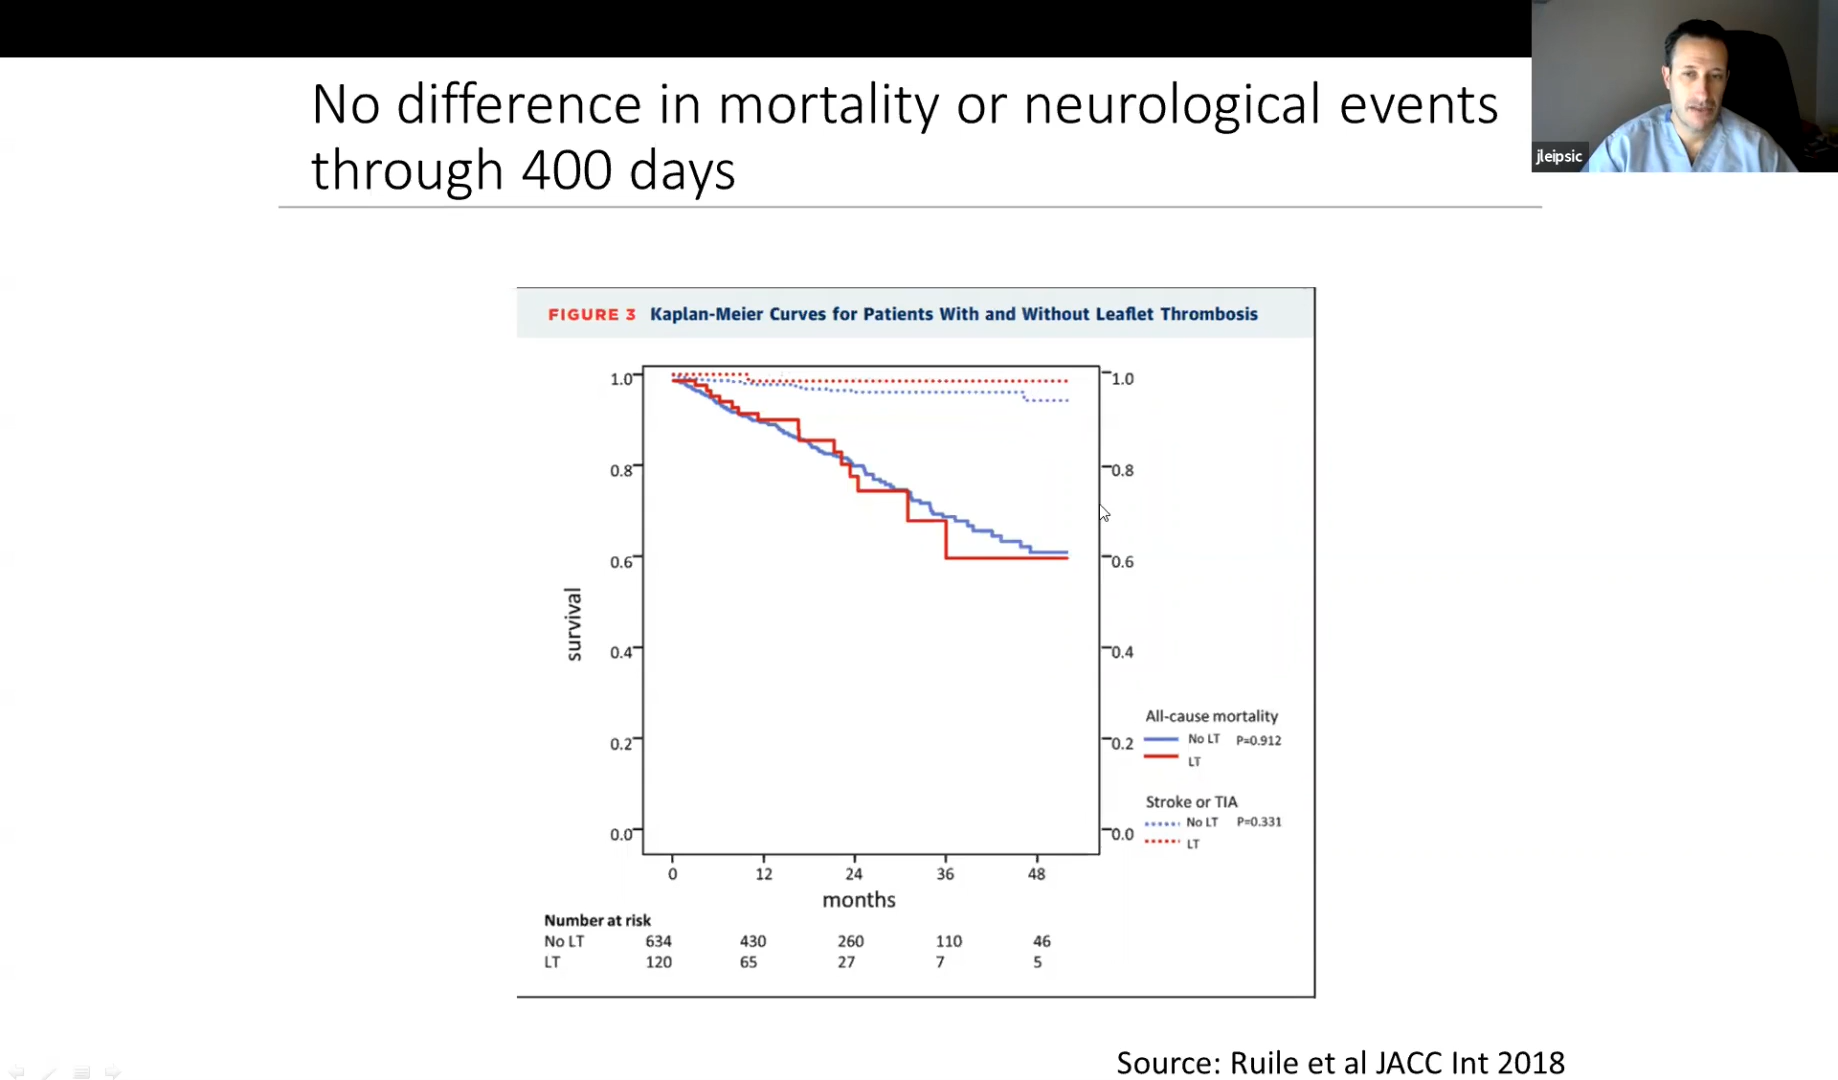 No difference in mortality or neurological events
through 400 days
jleipsic
FIGURE 3 Kaplan-Meier Curves for Patients With and Without Leaflet Thrombosis
1.0
0.8
0.6
0.4
0.2
0.0
survival
1.0
0.8
0.6
0.4
0.2
0.0
All-cause mortality
No LT P=0.912
LT
Stroke or TIA
No LT P=0.331
LT
0 12 24 36 48
months
Number at risk
No LT 634 430 260 110 46
LT 120 65 27 7 5
Source: Ruile et al JACC Int 2018